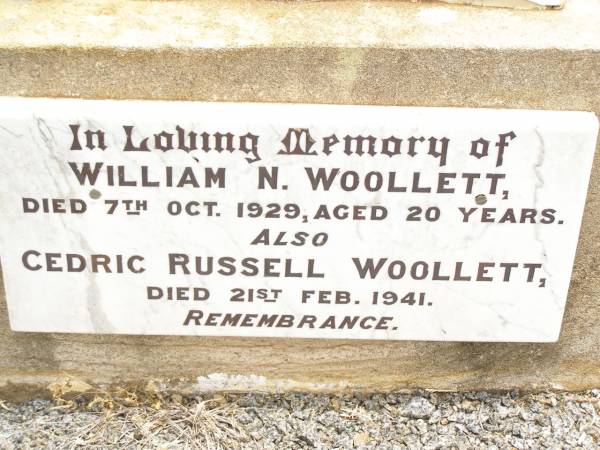 In Loving Memory of
WILLIAM N. WOOLLETT,
DIED 7TH OCT. 1929, AGED 20 YEARS.
ALSO
CEDRIC RUSSELL WOOLLETT,
DIED 21ST FEB. 1941.
REMEMBRANCE.